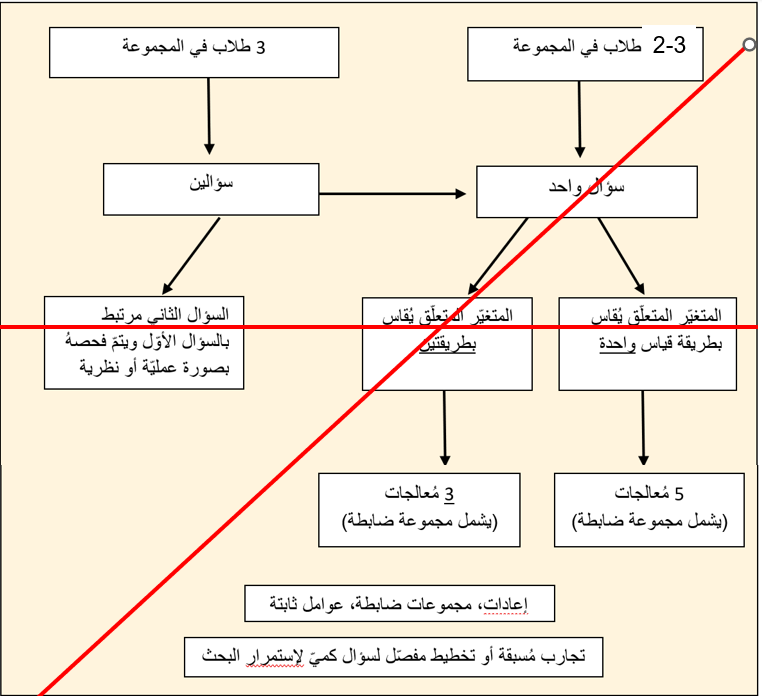 2-3 طلاب في المجموعة
3 طلاب في المجموعة
سؤال واحد
سؤالين
المتغيّر المتعلّق يُقاس
بطريقة قياس واحدة
المتغيّر المتعلّق يُقاس
بطريقتين
السؤال الثاني مرتبط
بالسؤال الأوّل ويتمّ فحصهُ
بصورة عمليّة أو نظرية
5 مُعالجات
(يشمل مجموعة ضابطة)
3 مُعالجات
(يشمل مجموعة ضابطة)
إعادات، مجموعات ضابطة، عوامل ثابتة
تجارب مُسبقة أو تخطيط مفصّل لسؤال كميّ لإستمرار البحث